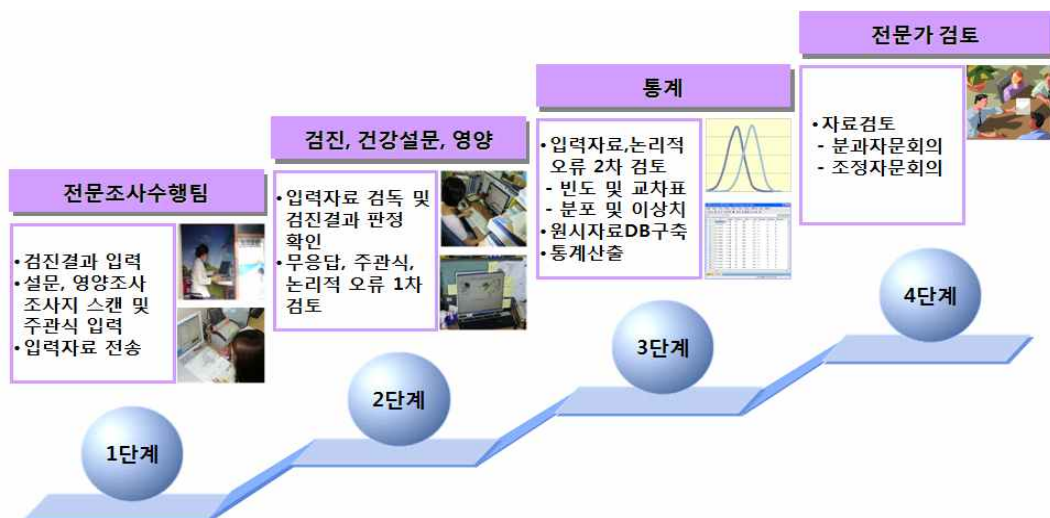 전문조사수행팀
•검진결과 입력
•설문, 영양조사
조사지 스캔 및
주관식 입력
•입력자료 전송
1단계
검진, 건강설문, 영양
•입력자료 검독 및
검진결과 판정
확인
•무응답, 주관식,
논리적 오류 1차
검토
2단계
통계
•입력자료,논리적
오류 2차 검토
- 빈도 및 교차표
- 분포 및 이상치
•원시자료DB구축
•통계산출
3단계
전문가 검토
•자료검토
- 분과자문회의
- 조정자문회의
4단계